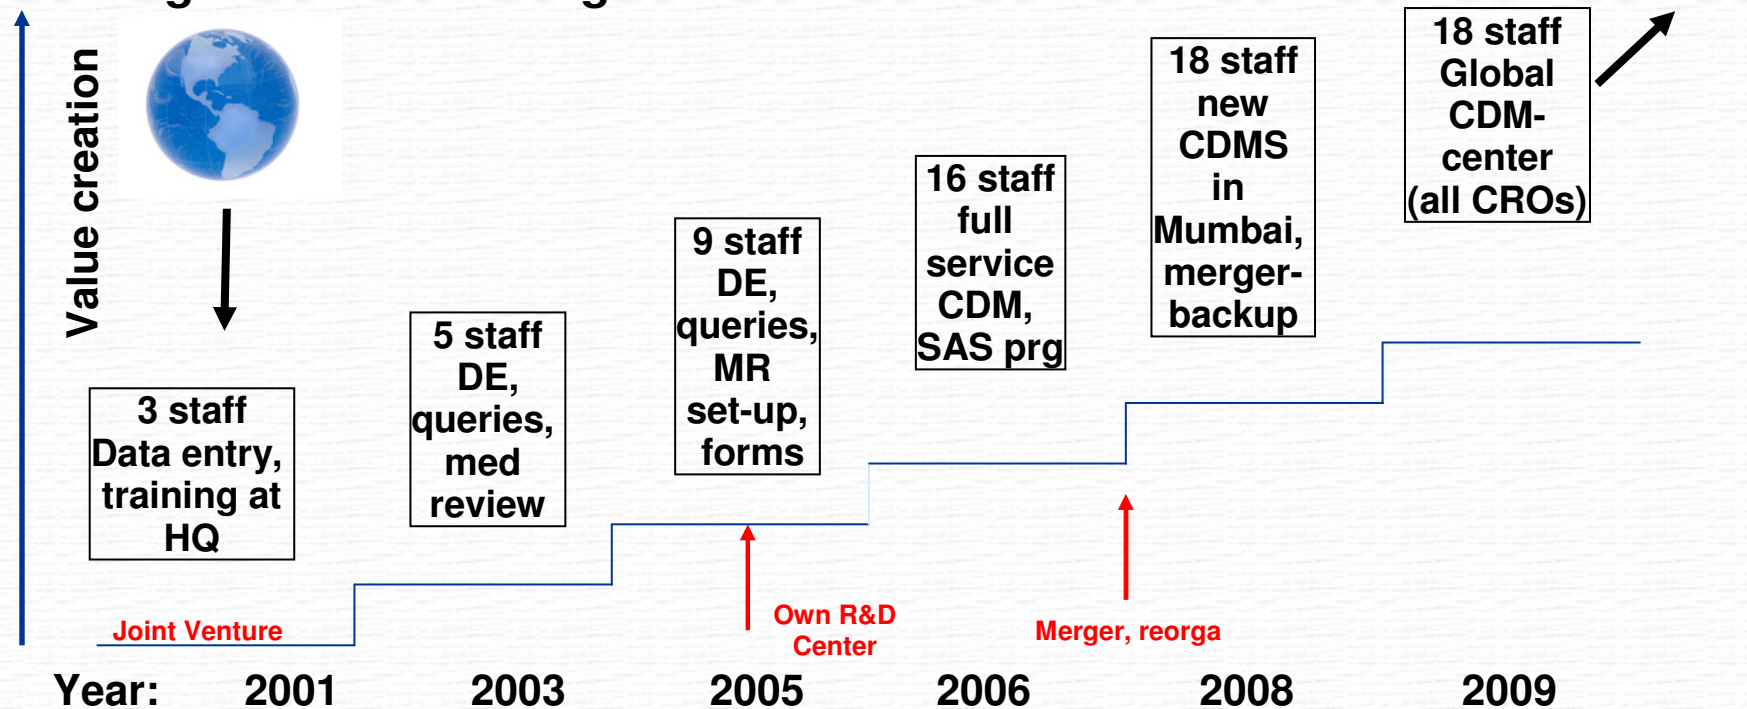 Value creation
3 staff
Data entry,
training at
HQ
5 staff
DE,
queries,
med
review
9 staff
DE,
queries,
MR
set-up,
forms
16 staff
full
service
CDM,
SAS prg
18 staff
new
CDMS
in
Mumbai,
merger-
backup
18 staff
Global
CDM-
center
(all CROs)
Joint Venture
Own R&D
Center
Merger, reorga
Year: 2001 2003 2005 2006 2008 2009